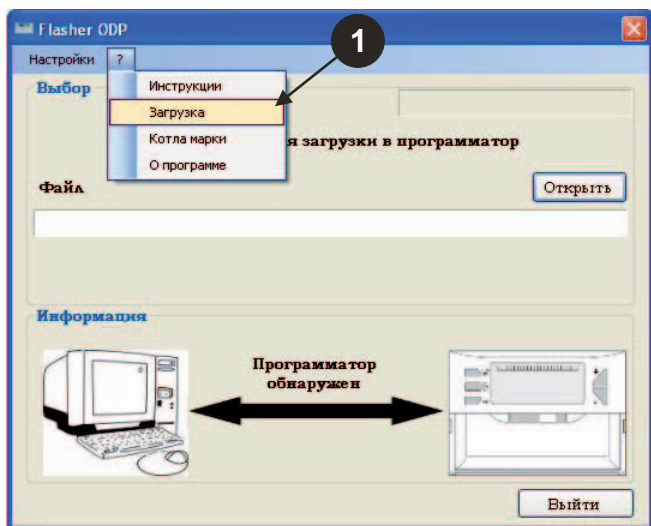 Flasher ODP
1
Настройки ?
Выбор
Инструкции
Загрузка
Котла марки
О программе
я загрузки в программатор
Файл
Открыть
Информация
Программатор
обнаружен
Выйти